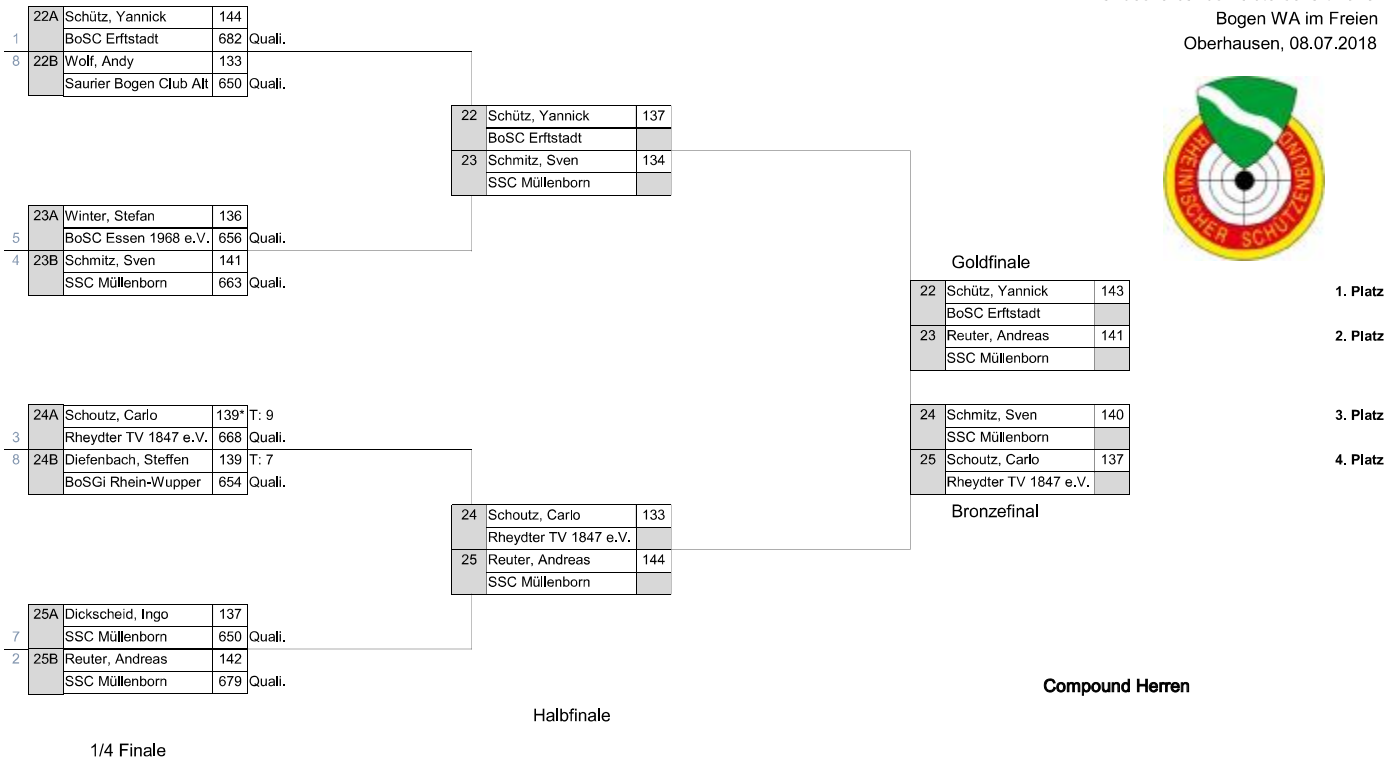 Bogen WA im Freien
Oberhausen, 08.07.2018
RHEINISCHER SCHÜTZENBUND
22A Schütz, Yannick 144
1 BoSC Erftstadt 682 Quali.
8 22B Wolf, Andy 133
Saurier Bogen Club Alt 650 Quali.
22 Schütz, Yannick 137
BoSC Erftstadt
23 Schmitz, Sven 134
SSC Müllenborn
23A Winter, Stefan 136
5 BoSC Essen 1968 e.V. 656 Quali.
4 23B Schmitz, Sven 141
SSC Müllenborn 663 Quali.
Goldfinale
22 Schütz, Yannick 143 1. Platz
BoSC Erftstadt
23 Reuter, Andreas 141 2. Platz
SSC Müllenborn
24A Schoutz, Carlo 139* T: 9
3 Rheydter TV 1847 e.V. 668 Quali.
8 24B Diefenbach, Steffen 139 T: 7
BoSGi Rhein-Wupper 654 Quali.
24 Schmitz, Sven 140 3. Platz
SSC Müllenborn
25 Schoutz, Carlo 137 4. Platz
Rheydter TV 1847 e.V.
Bronzefinal
24 Schoutz, Carlo 133
Rheydter TV 1847 e.V.
25 Reuter, Andreas 144
SSC Müllenborn
25A Dickscheid, Ingo 137
7 SSC Müllenborn 650 Quali.
2 25B Reuter, Andreas 142
SSC Müllenborn 679 Quali.
Compound Herren
Halbfinale
1/4 Finale